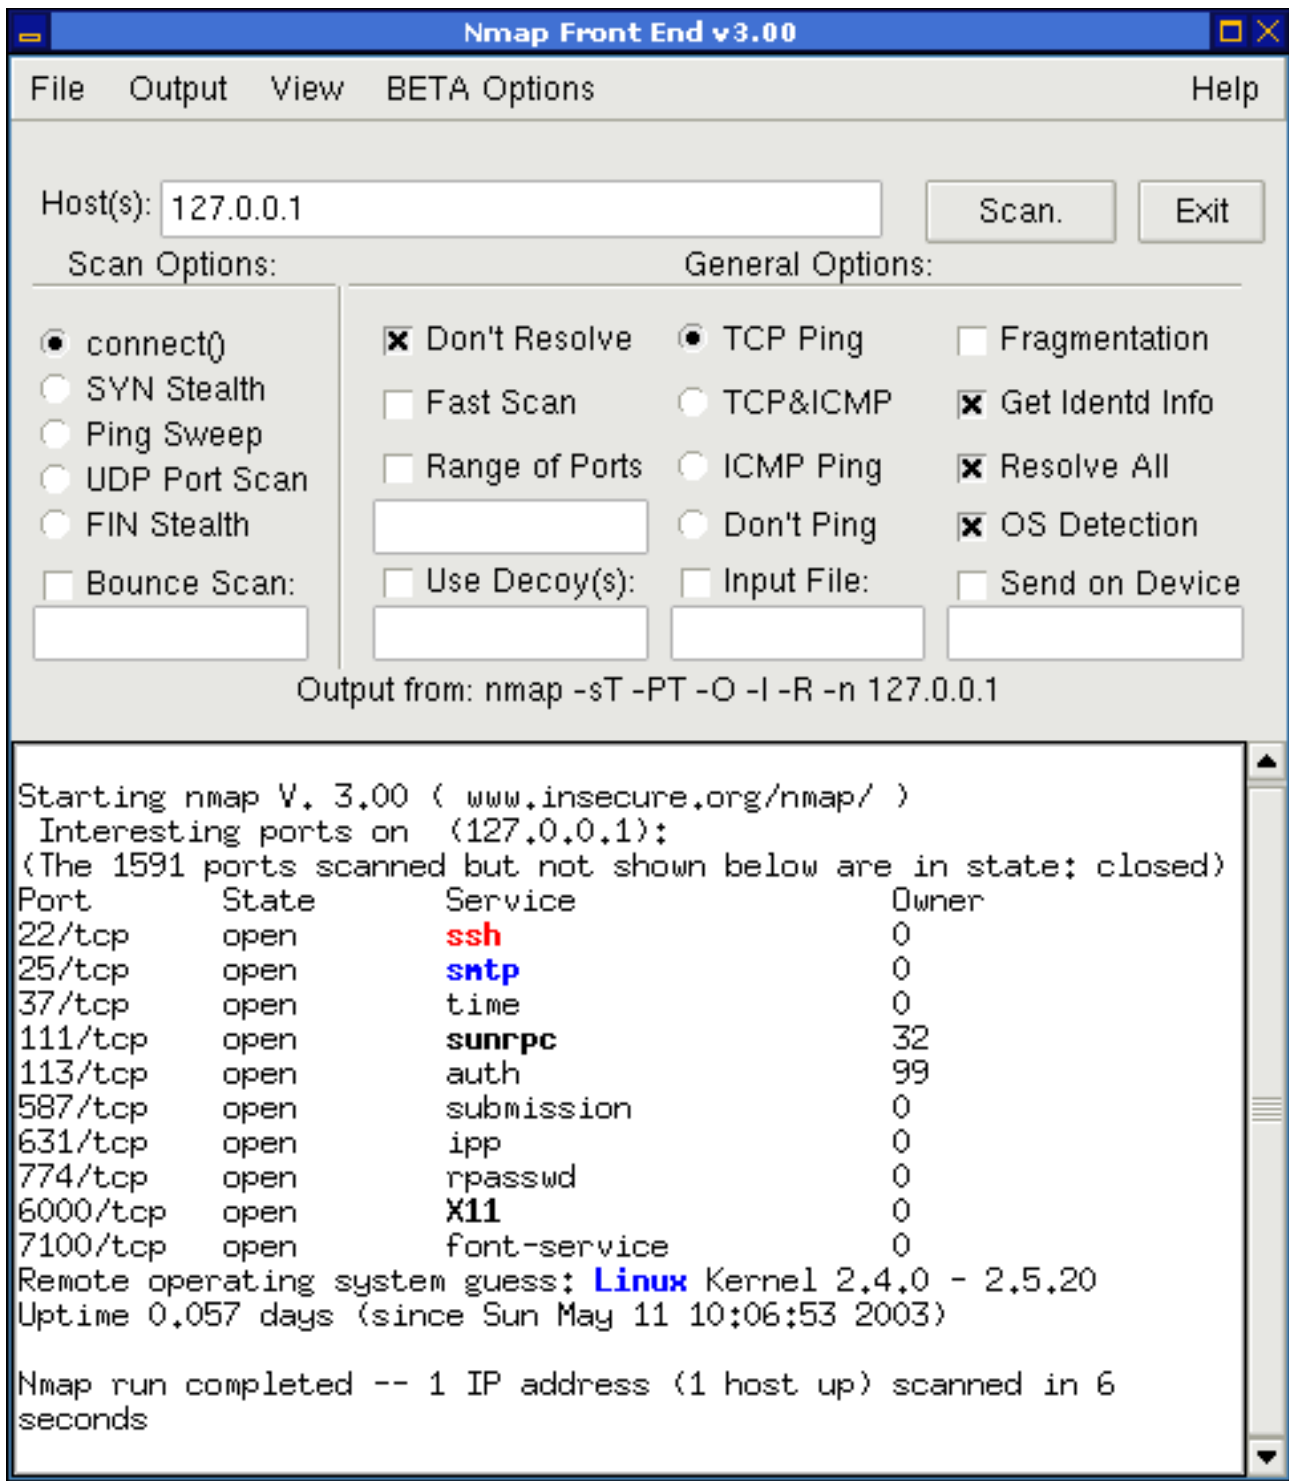 Nmap Front End v3.00
File Output View BETA Options Help
Host(s): 127.0.0.1 Scan. Exit
Scan Options: General Options:
connect() Don't Resolve TCP Ping Fragmentation
SYN Stealth Fast Scan TCP&ICMP Get Identd Info
Ping Sweep Range of Ports ICMP Ping Resolve All
UDP Port Scan
FIN Stealth Don't Ping OS Detection
Bounce Scan: Use Decoy(s): Input File: Send on Device
Output from: nmap -sT -PT -O -I -R -n 127.0.0.1
Starting nmap V. 3.00 ( www.insecure.org/nmap/ )
Interesting ports on (127.0.0.1):
(The 1591 ports scanned but not shown below are in state: closed)
Port State Service Owner
22/tcp open ssh 0
25/tcp open smtp 0
37/tcp open time 0
111/tcp open sunrpc 32
113/tcp open auth 99
587/tcp open submission 0
631/tcp open ipp 0
774/tcp open rpasswd 0
6000/tcp open X11 0
7100/tcp open font-service 0
Remote operating system guess: Linux Kernel 2.4.0 - 2.5.20
Uptime 0.057 days (since Sun May 11 10:06:53 2003)
Nmap run completed -- 1 IP address (1 host up) scanned in 6
seconds